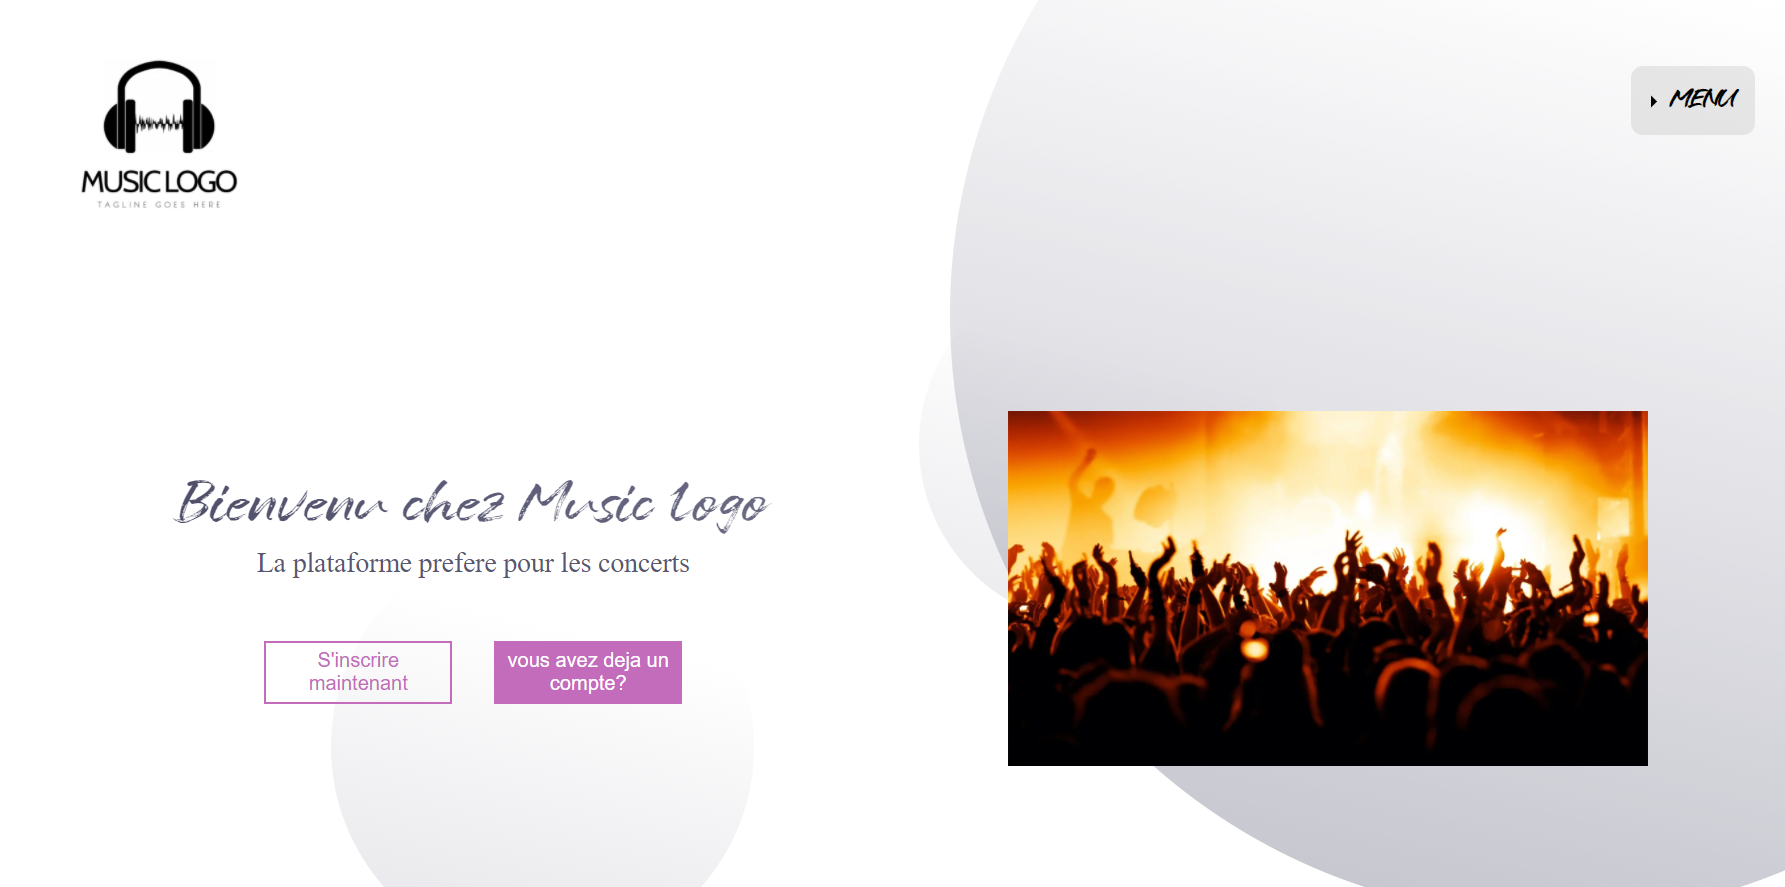 MUSIC LOGO
TAGLINE GOES HERE
MENU
Bienvenu chez Music Logo
La plataforme prefere pour les concerts
S'inscrire
maintenant
vous avez deja un
compte?